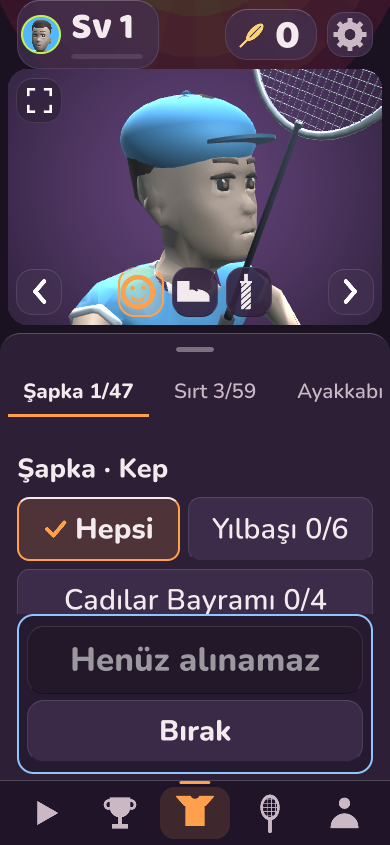 Sv 1
0
Şapka 1/47
Sırt 3/59
Ayakkabı
Şapka · Kep
Hepsi
Yılbaşı 0/6
Cadılar Bayramı 0/4
Henüz alınamaz
Bırak